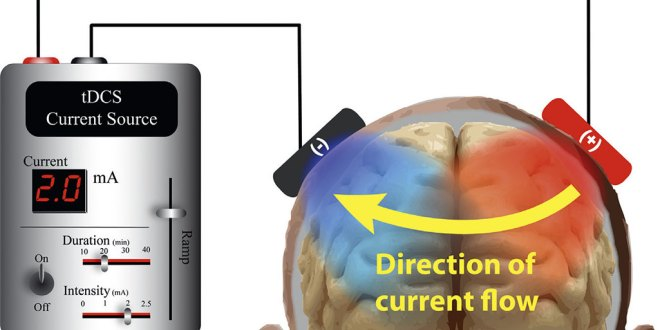 tDCS
Current Source
Current
2.0 mA
Duration (min)
10 20 30 40
On
Off
Intensity (mA)
0 1 2 2.5
Ramp
(-)
(+)
Direction of
current flow